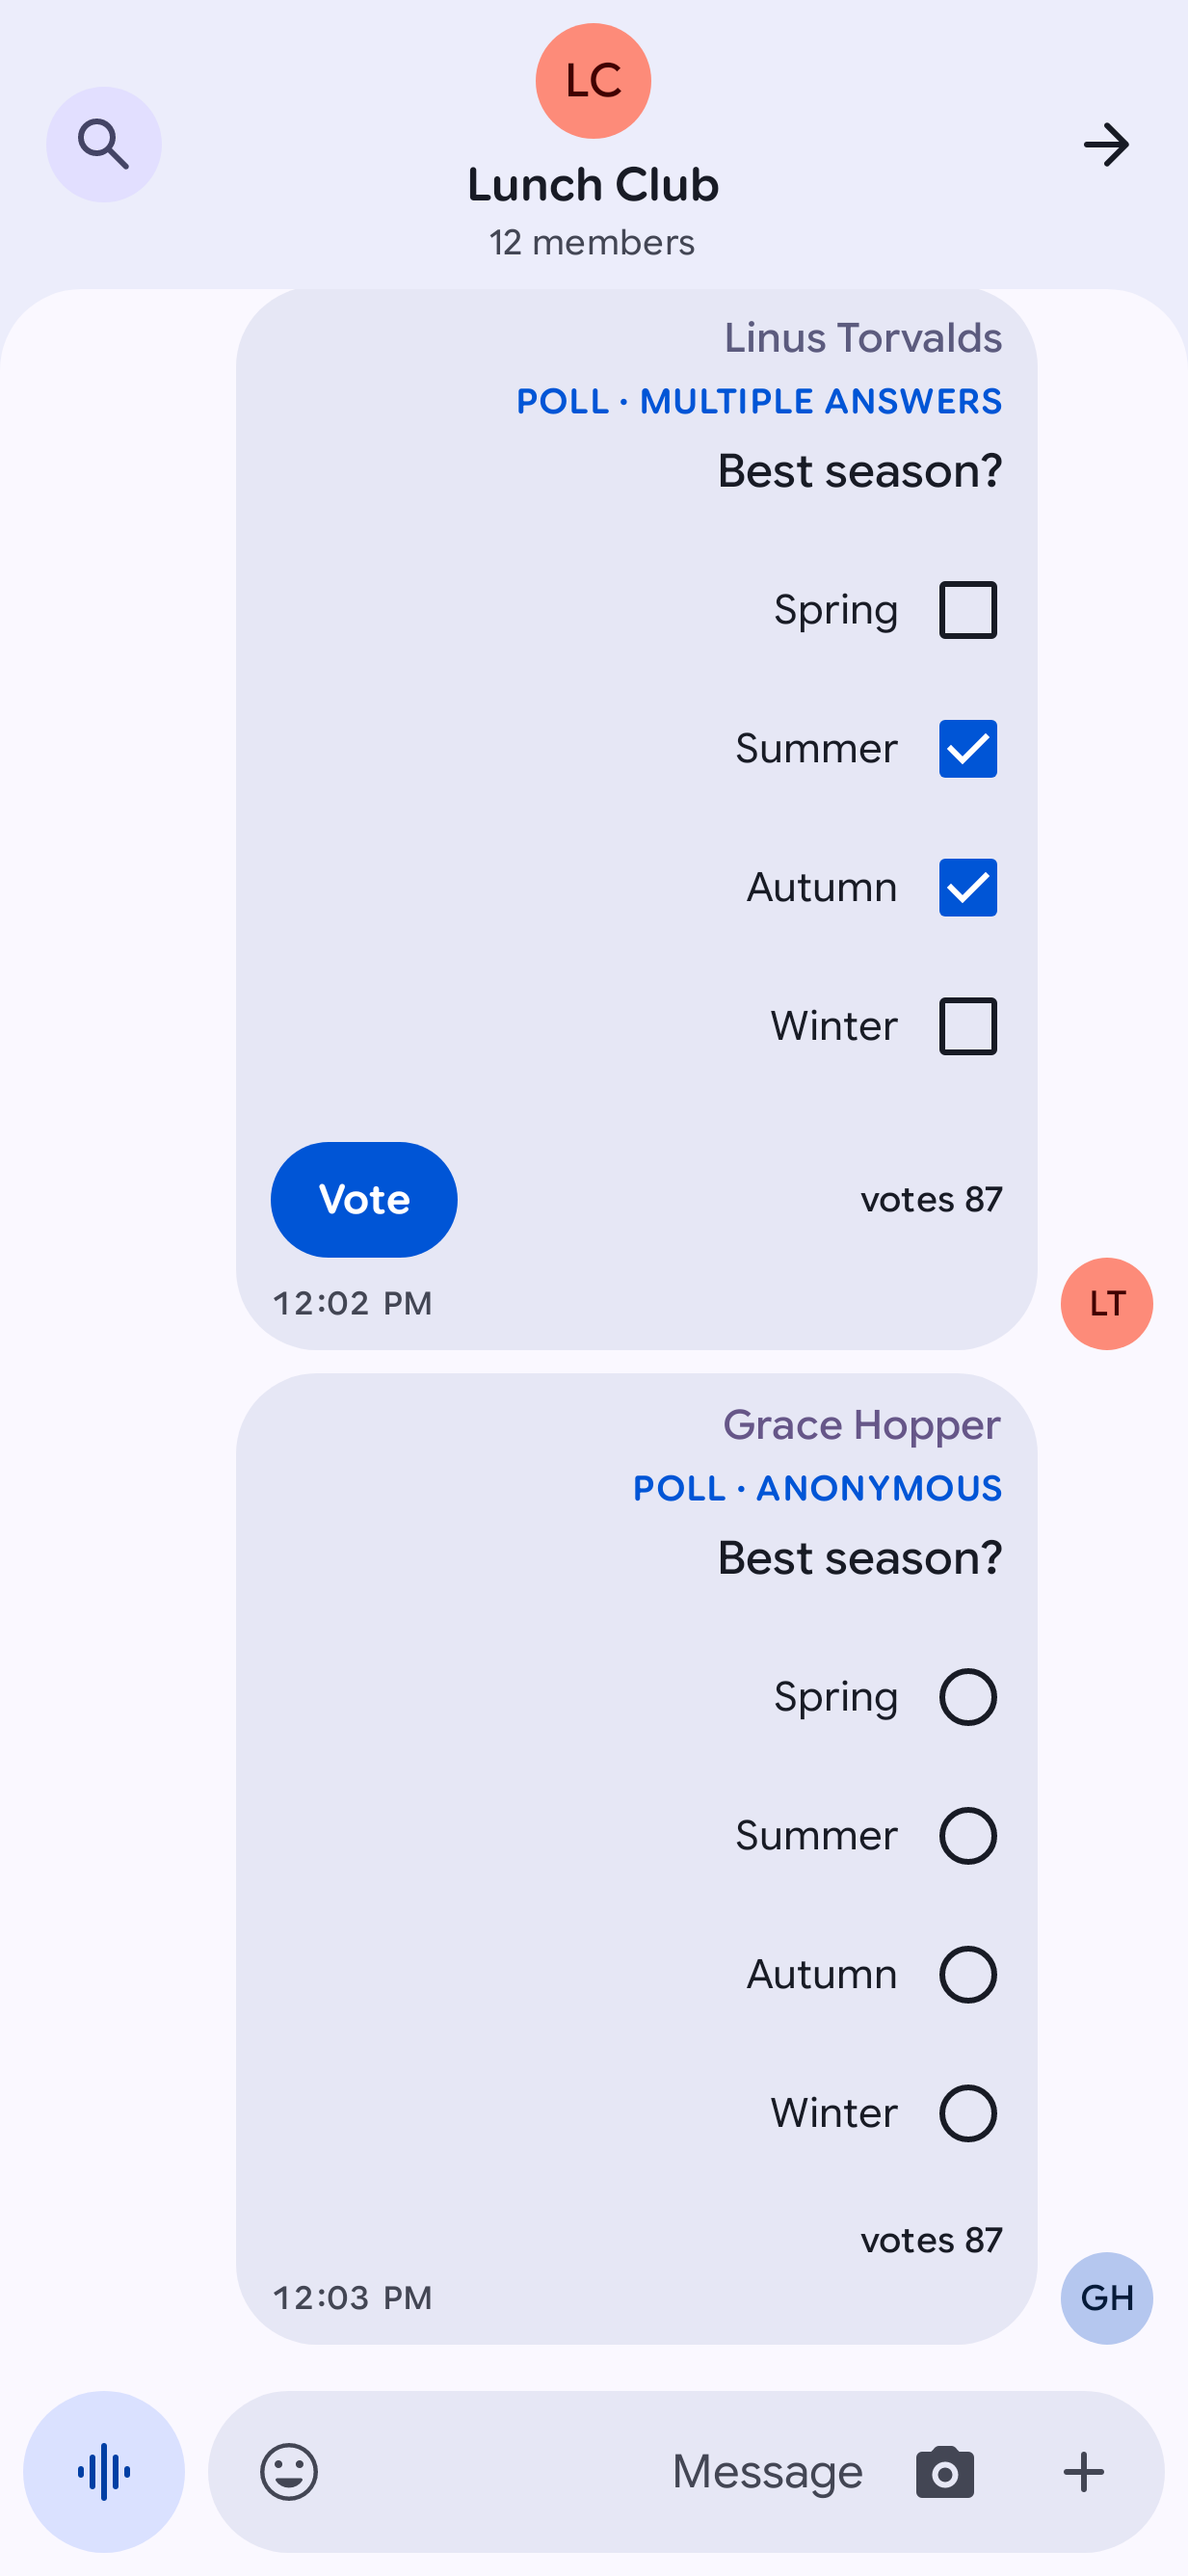 LC
Lunch Club
12 members
Linus Torvalds
POLL · MULTIPLE ANSWERS
Best season?
Spring
Summer
Autumn
Winter
Vote
votes 87
12:02 PM
LT
Grace Hopper
POLL · ANONYMOUS
Best season?
Spring
Summer
Autumn
Winter
votes 87
12:03 PM
GH
Message